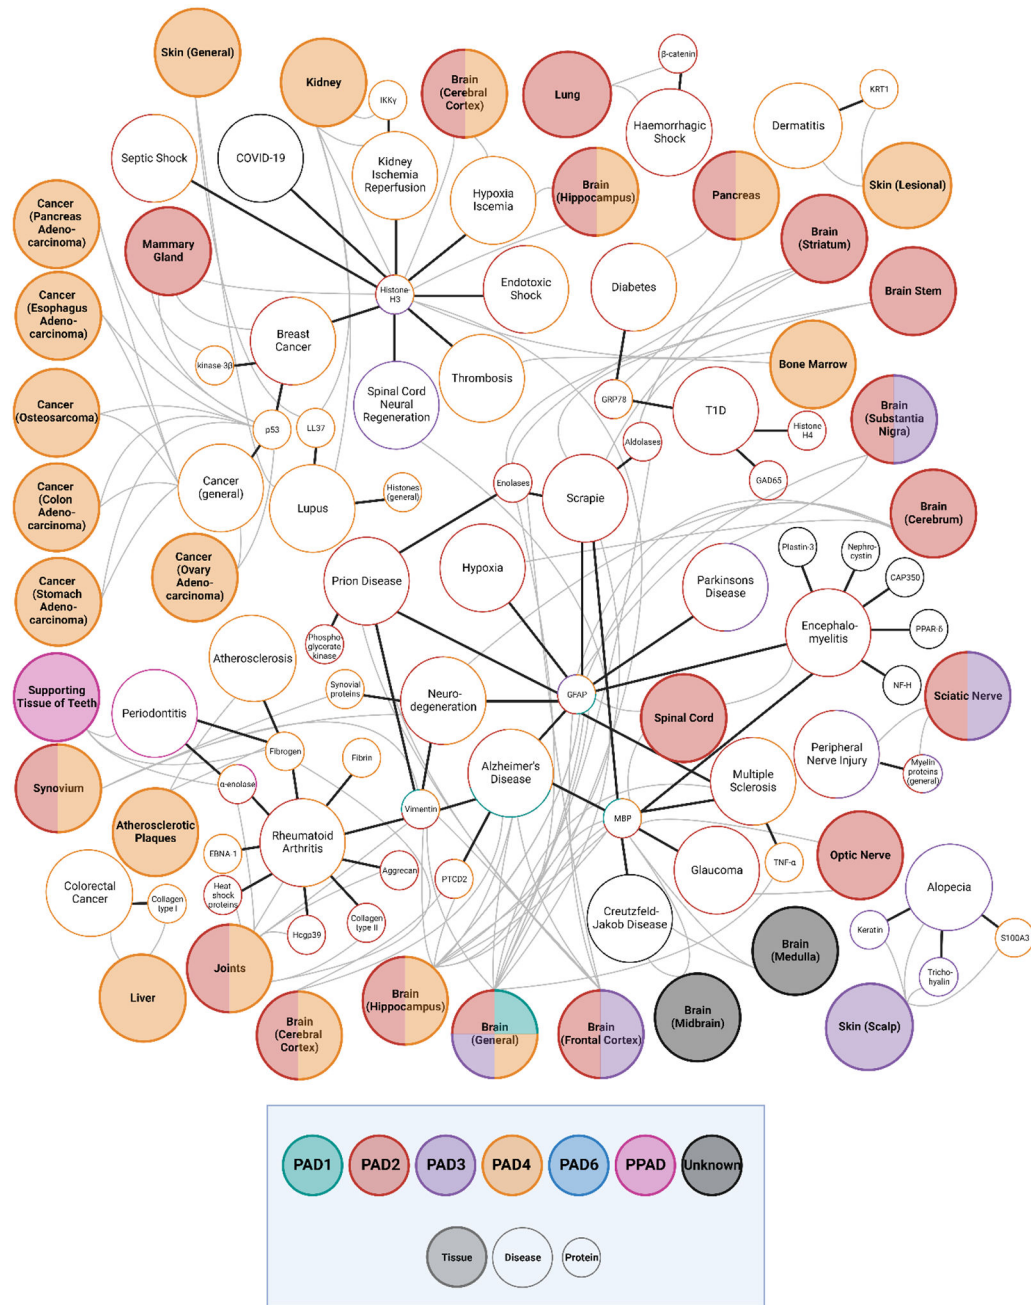 Skin (General)
Kidney
IKKγ
Brain
(Cerebral
Cortex)
Lung
β-catenin
Haemorrhagic
Shock
Dermatitis
KRT1
Septic Shock
COVID-19
Kidney
Ischemia
Reperfusion
Hypoxia
Iscemia
Brain
(Hippocampus)
Pancreas
Skin (Lesional)
Cancer
(Pancreas
Adeno-
carcinoma)
Mammary
Gland
Brain
(Striatum)
Histone-
H3
Endotoxic
Shock
Diabetes
Brain Stem
Cancer
(Esophagus
Adeno-
carcinoma)
Breast
Cancer
kinase-3β
Spinal Cord
Neural
Regeneration
Thrombosis
Bone Marrow
Cancer
(Osteosarcoma)
p53
LL37
GRP78
T1D
Histone
H4
Brain
(Substantia
Nigra)
Aldolases
Cancer
(general)
Histones
(general)
Lupus
Enolases
Scrapie
GAD65
Cancer
(Colon
Adeno-
carcinoma)
Brain
(Cerebrum)
Cancer
(Stomach
Adeno-
carcinoma)
Cancer
(Ovary
Adeno-
carcinoma)
Prion Disease
Hypoxia
Parkinsons
Disease
Plastin-3
Nephro-
cystin
CAP350
PPAR-δ
NF-H
Encephalo-
myelitis
Phospho-
glycerate
kinase
Atherosclerosis
Supporting
Tissue of Teeth
Periodontitis
Synovial
proteins
Neuro-
degeneration
GFAP
Spinal Cord
Sciatic Nerve
Fibrogen
Fibrin
Alzheimer's
Disease
Multiple
Sclerosis
Peripheral
Nerve Injury
Myelin
proteins
(general)
Synovium
α-enolase
Vimentin
MBP
Atherosclerotic
Plaques
Rheumatoid
Arthritis
EBNA-1
Heat
shock
proteins
Aggrecan
PTCD2
Glaucoma
TNF-α
Optic Nerve
Alopecia
Colorectal
Cancer
Collagen
type I
Hcgp39
Collagen
type II
Creutzfeld-
Jakob Disease
Keratin
S100A3
Tricho-
hyalin
Liver
Joints
Brain
(Cerebral
Cortex)
Brain
(Hippocampus)
Brain
(General)
Brain
(Frontal Cortex)
Brain
(Midbrain)
Brain
(Medulla)
Skin (Scalp)
PAD1
PAD2
PAD3
PAD4
PAD6
PPAD
Unknown
Tissue
Disease
Protein